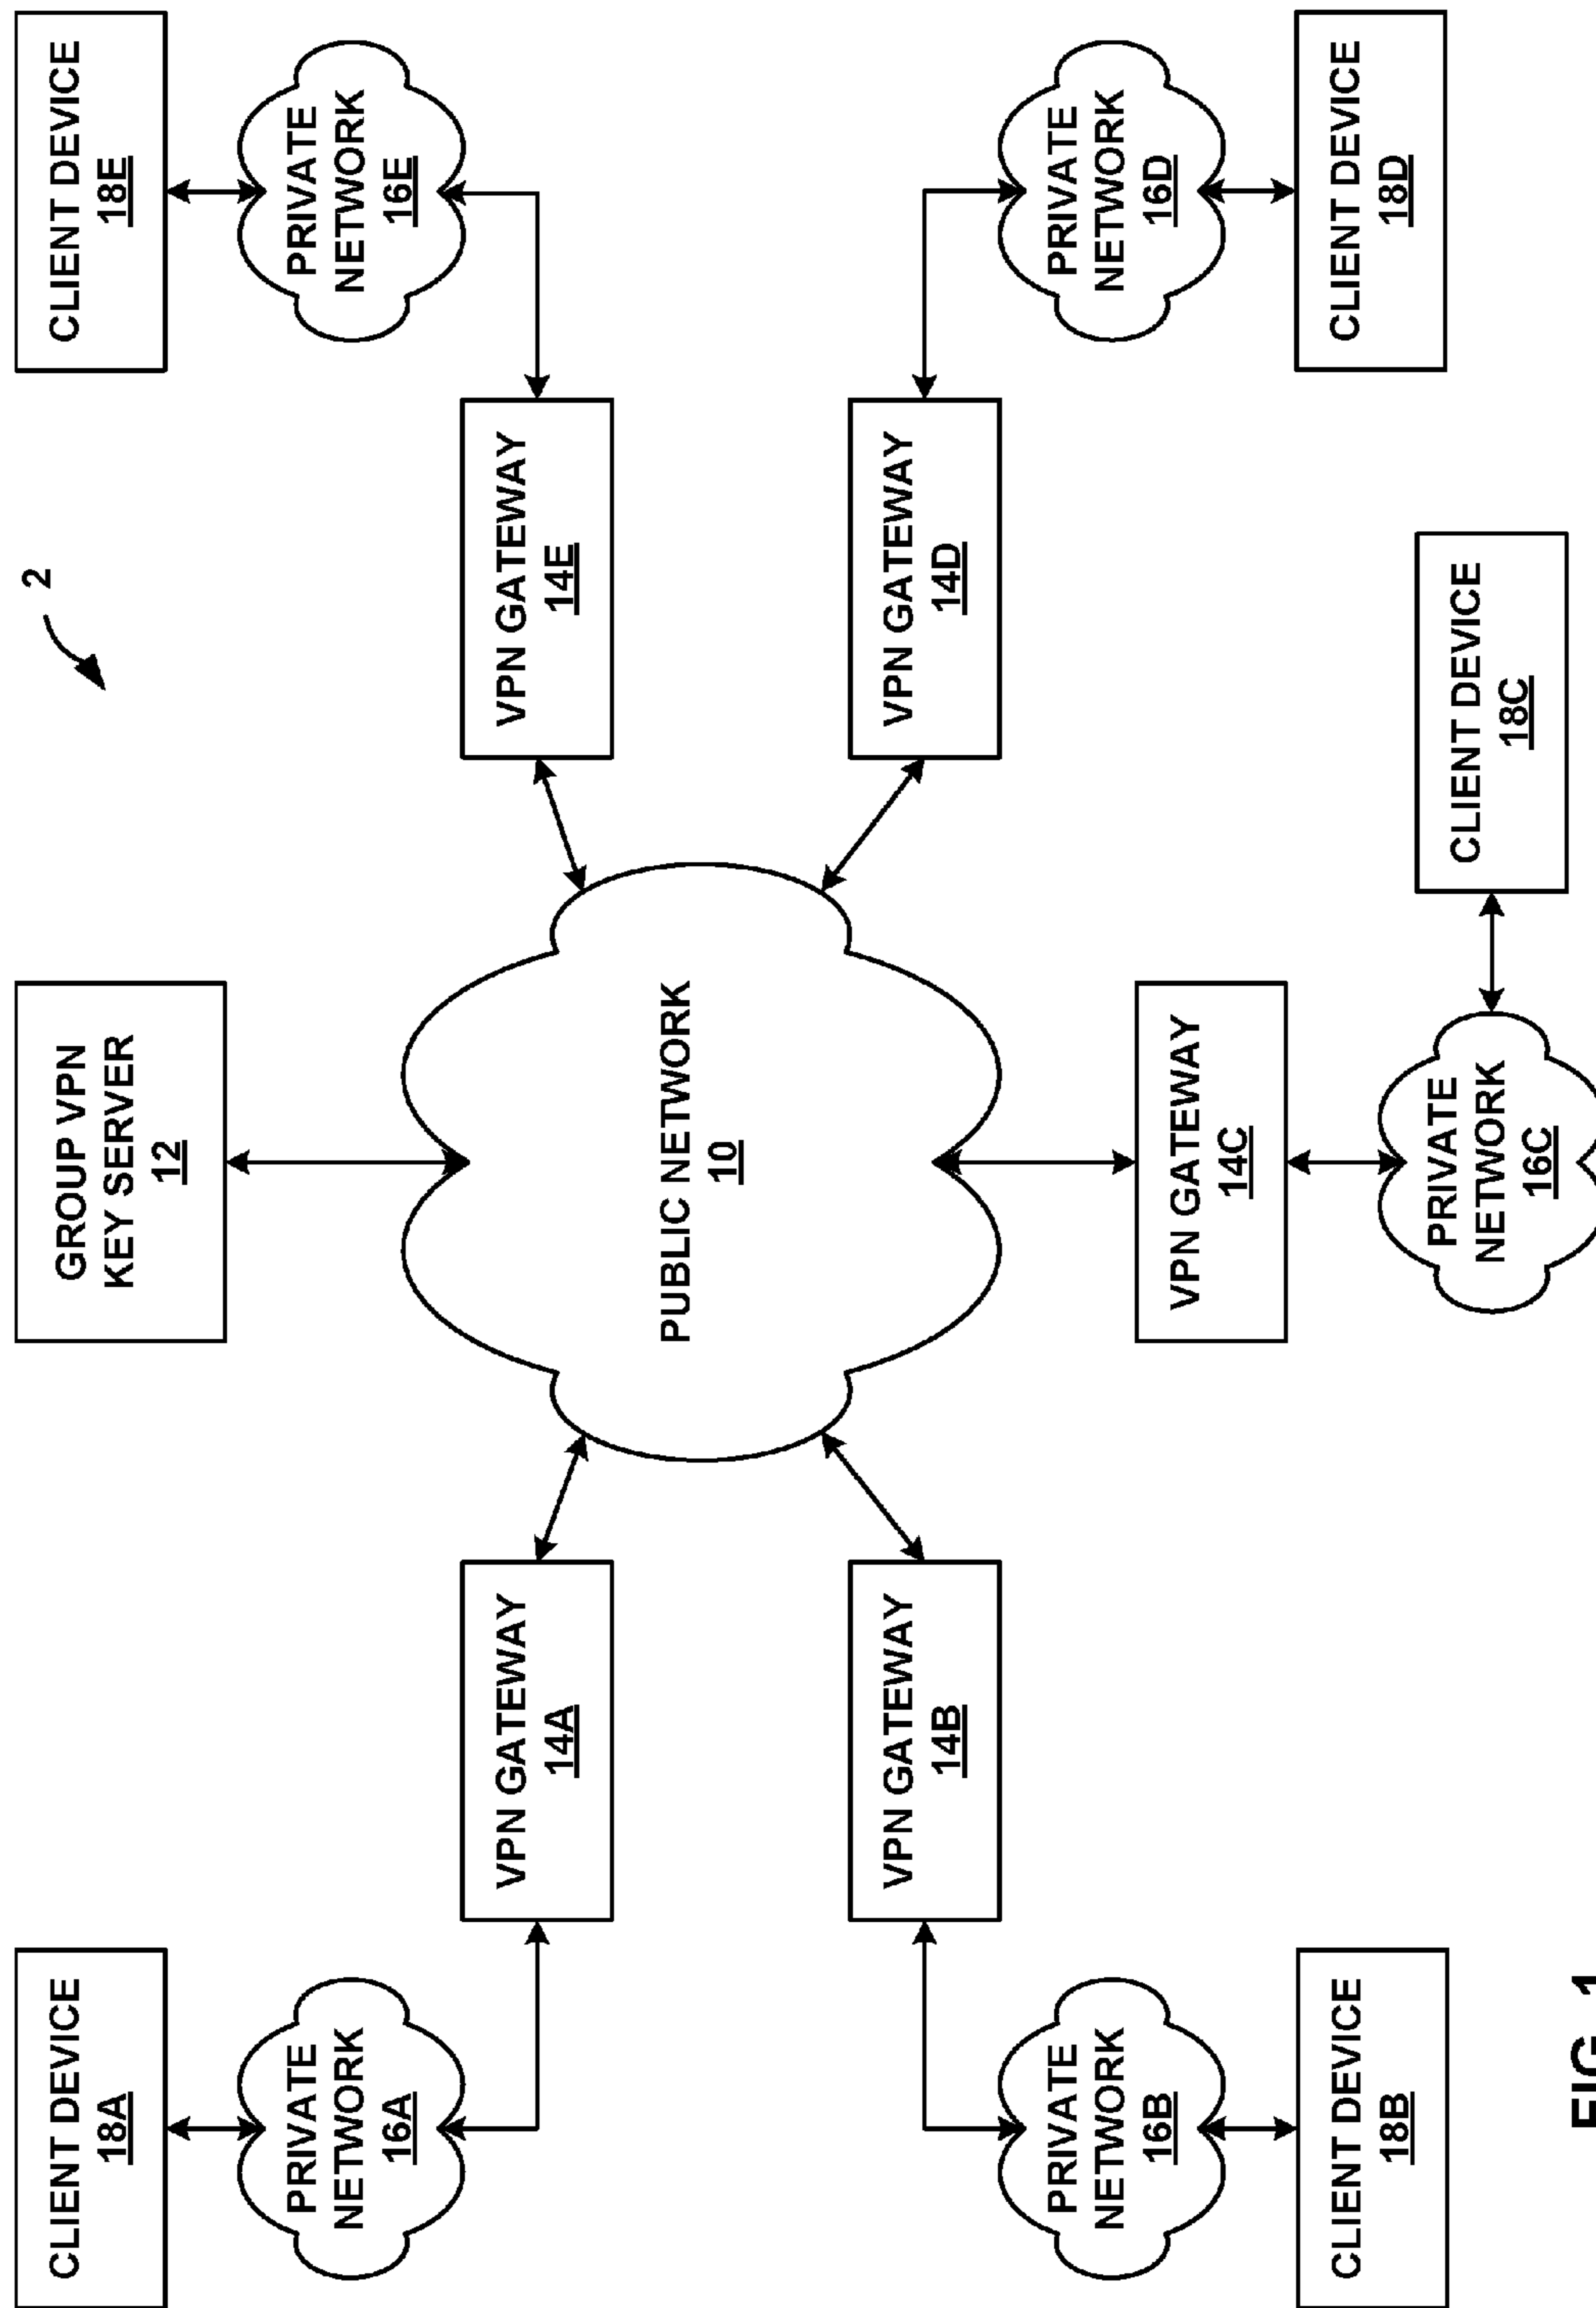 2
CLIENT DEVICE
18A
GROUP VPN
KEY SERVER
12
CLIENT DEVICE
18E
PRIVATE
NETWORK
16A
PRIVATE
NETWORK
16E
VPN GATEWAY
14A
VPN GATEWAY
14E
PUBLIC NETWORK
10
VPN GATEWAY
14B
VPN GATEWAY
14D
PRIVATE
NETWORK
16B
PRIVATE
NETWORK
16D
VPN GATEWAY
14C
CLIENT DEVICE
18B
CLIENT DEVICE
18D
PRIVATE
NETWORK
16C
CLIENT DEVICE
18C
FIG. 1